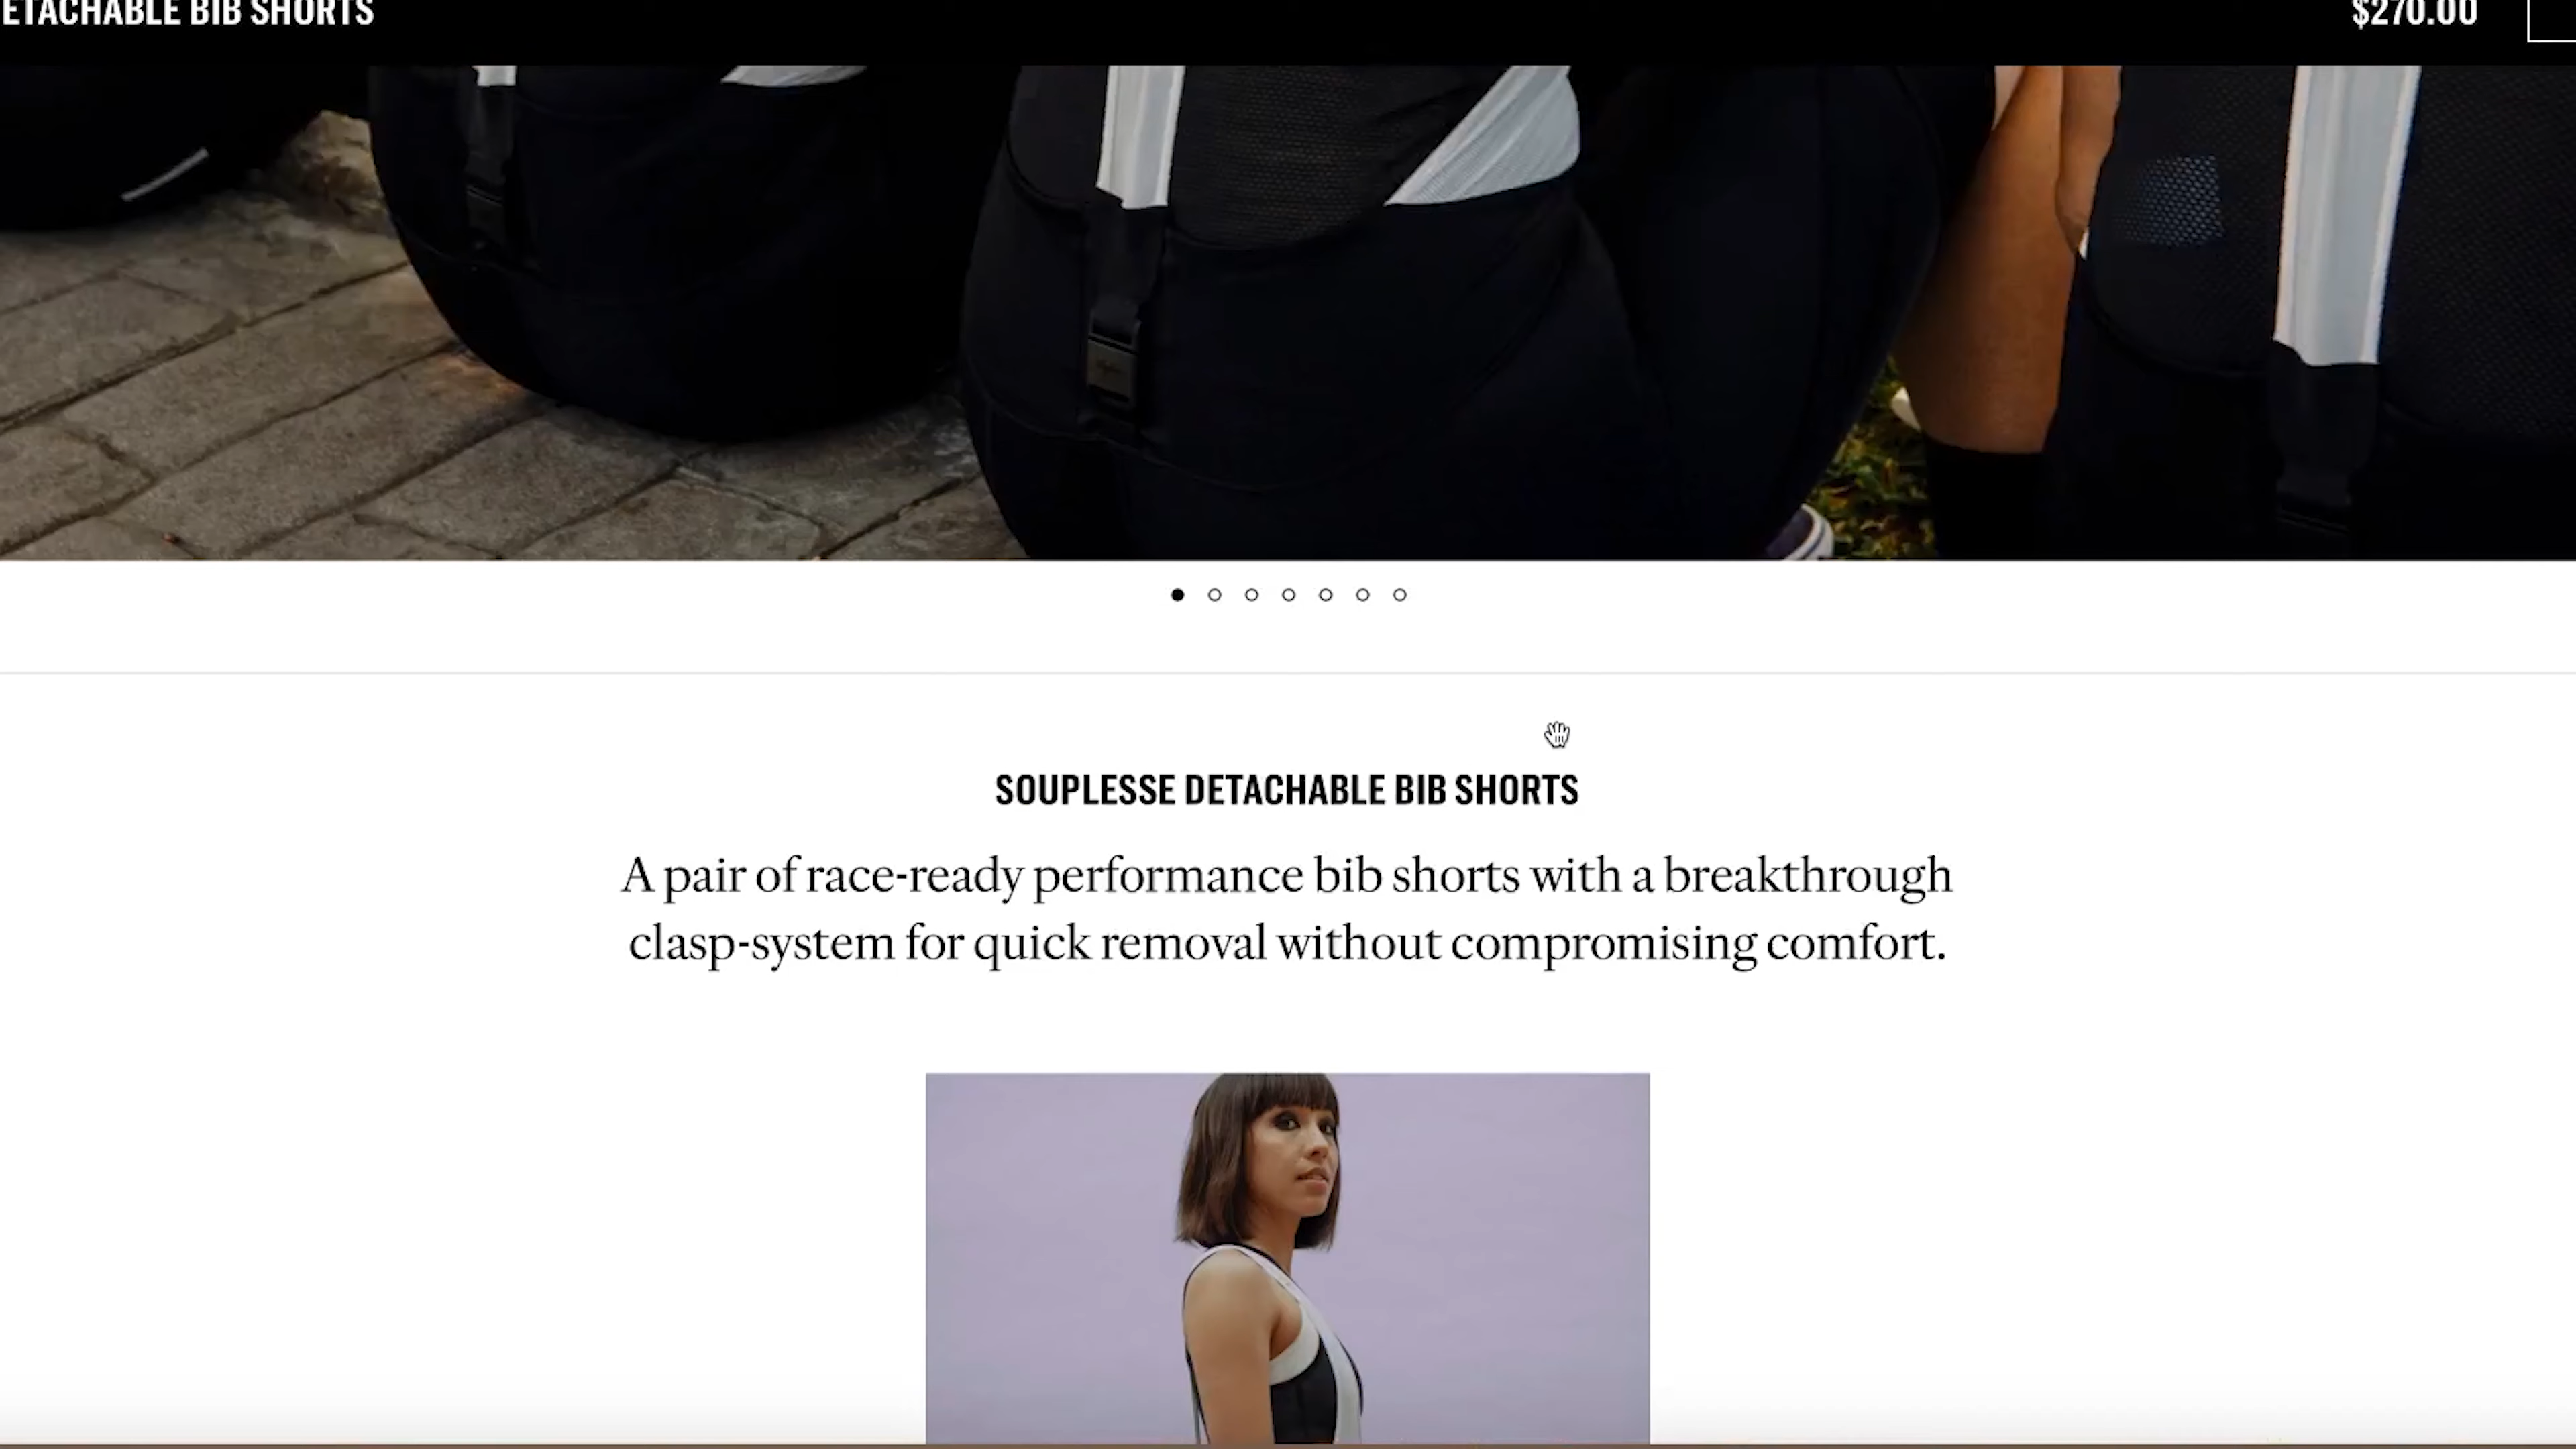 ETACHABLE BIB SHORTS
$270.00
SOUPLESSE DETACHABLE BIB SHORTS
A pair of race-ready performance bib shorts with a breakthrough
clasp-system for quick removal without compromising comfort.